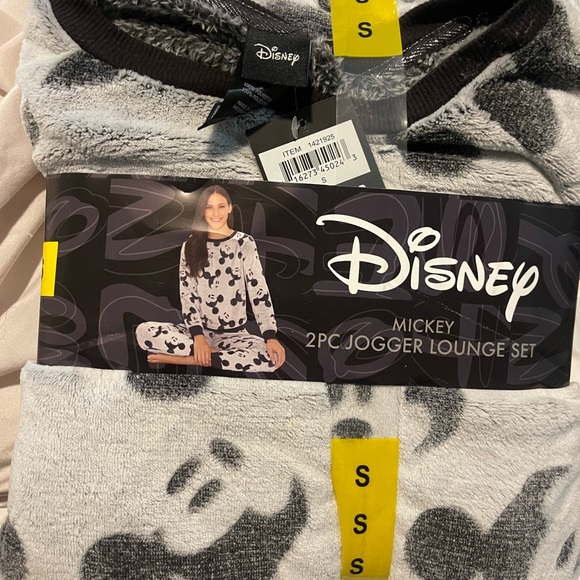 S
S
DISNEY
ITEM 1421925
16273 45024 3
S
DISNEY
MICKEY
2PC JOGGER LOUNGE SET
S
S
S